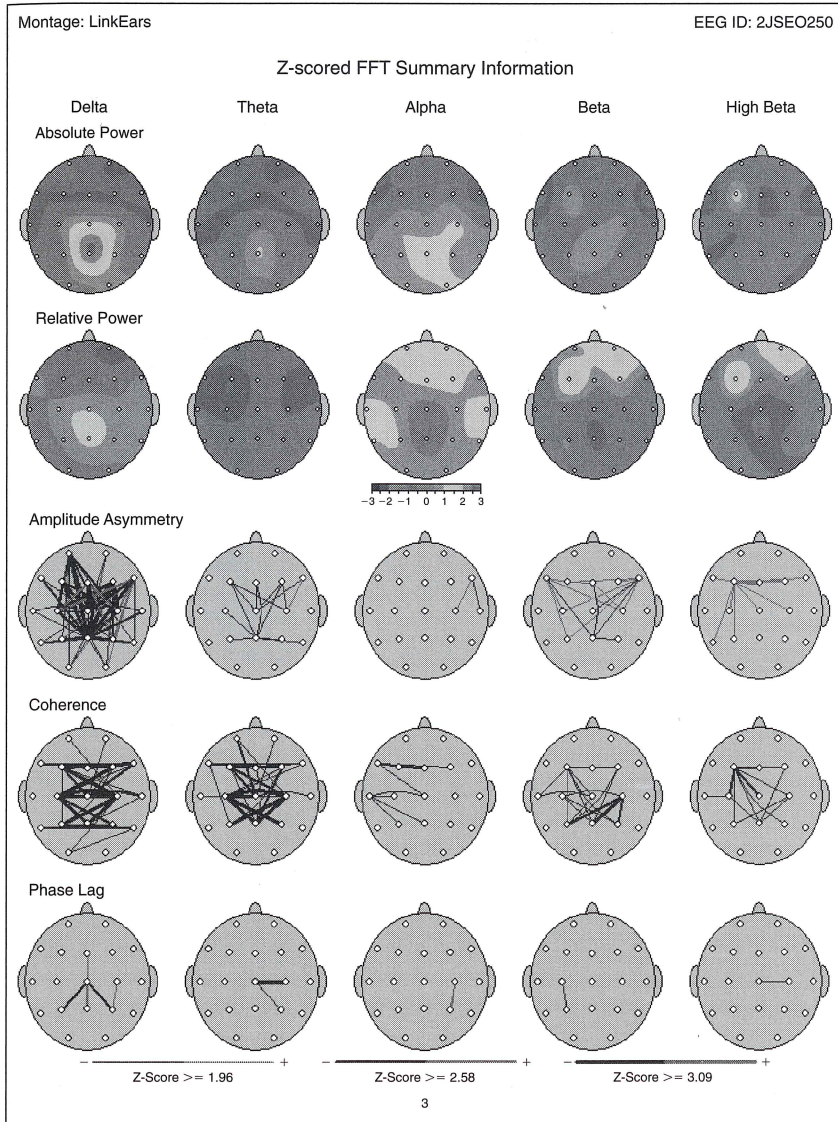 Montage: LinkEars EEG ID: 2JSEO250
Z-scored FFT Summary Information
Delta Theta Alpha Beta High Beta
Absolute Power
Relative Power
−3 −2 −1 0 1 2 3
Amplitude Asymmetry
Coherence
Phase Lag
− + − + − +
Z-Score >= 1.96 Z-Score >= 2.58 Z-Score >= 3.09
3